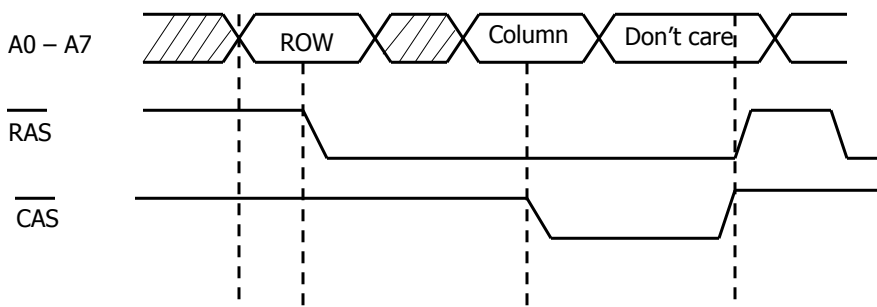 A0 – A7
ROW
Column
Don't care
RAS
CAS